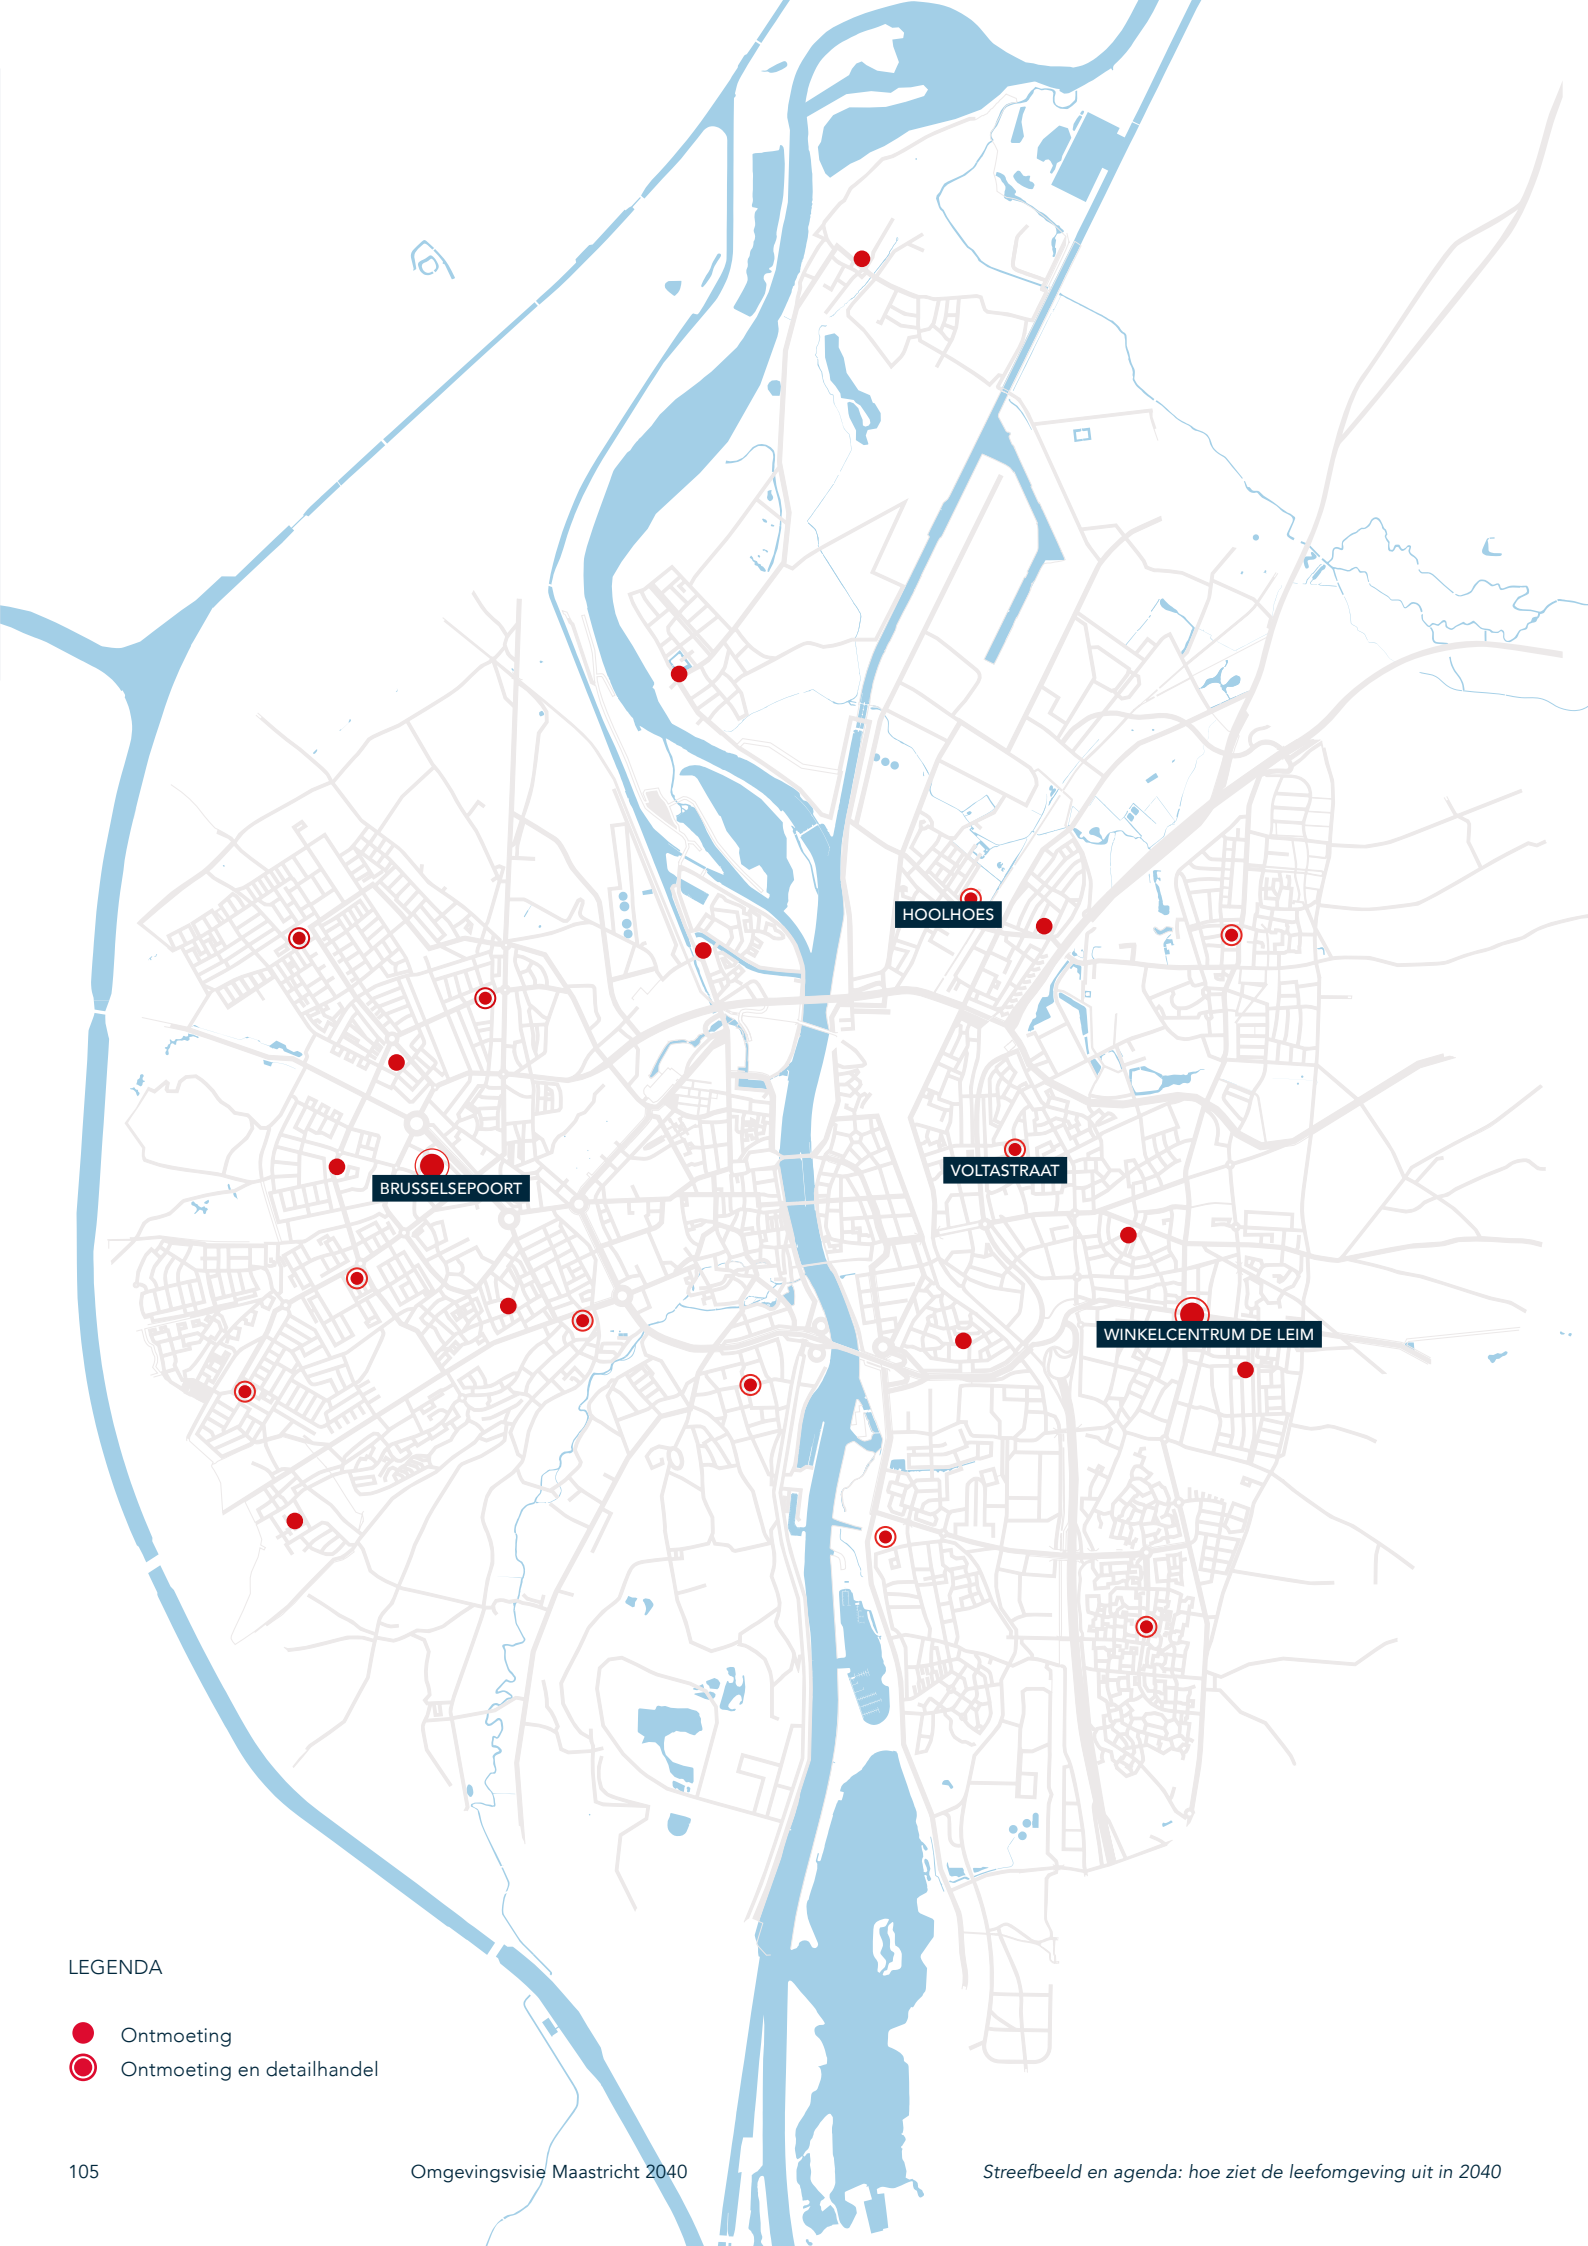 HOOLHOES
VOLTASTRAAT
BRUSSELSEPOORT
WINKELCENTRUM DE LEIM
LEGENDA
Ontmoeting
Ontmoeting en detailhandel
105
Omgevingsvisie Maastricht 2040
Streefbeeld en agenda: hoe ziet de leefomgeving uit in 2040